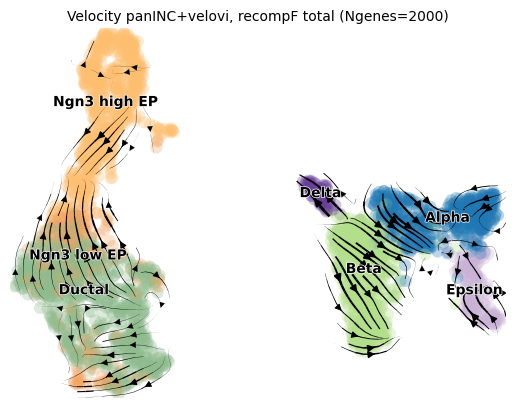 Velocity panINC+velovi, recompF total (Ngenes=2000)
Ngn3 high EP
Delta
Alpha
Ngn3 low EP
Beta
Ductal
Epsilon